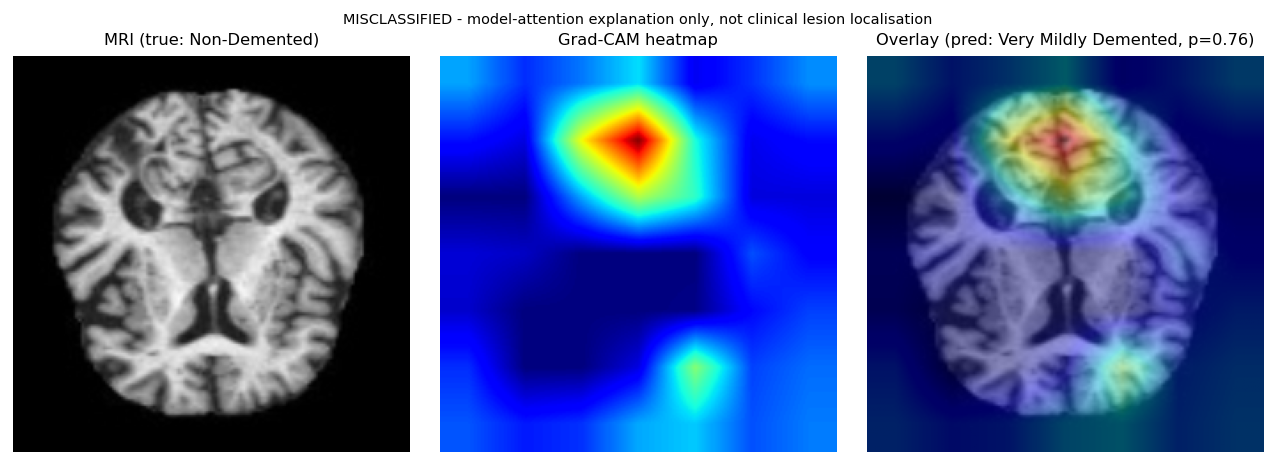 MISCLASSIFIED - model-attention explanation only, not clinical lesion localisation
MRI (true: Non-Demented)
Grad-CAM heatmap
Overlay (pred: Very Mildly Demented, p=0.76)